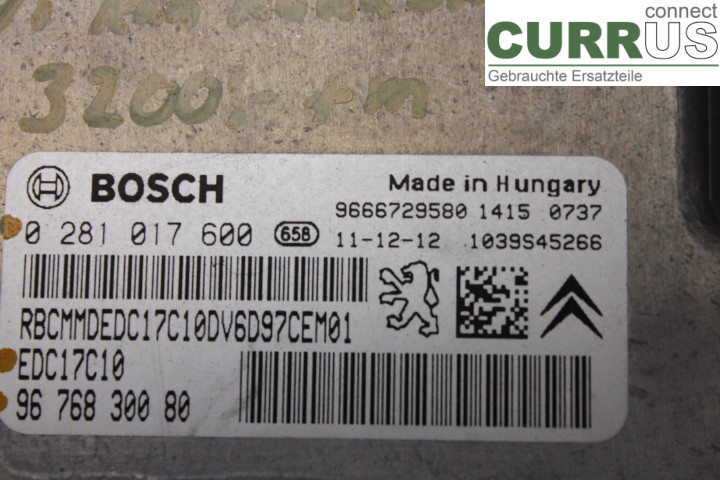 connect
CURRUS
Gebrauchte Ersatzteile
3200,- + m
BOSCH
Made in Hungary
9666729580 1415 0737
0 281 017 600 658
11-12-12 1039S45266
RBCMMDEDC17C10DV6D97CEM01
EDC17C10
96 768 300 80